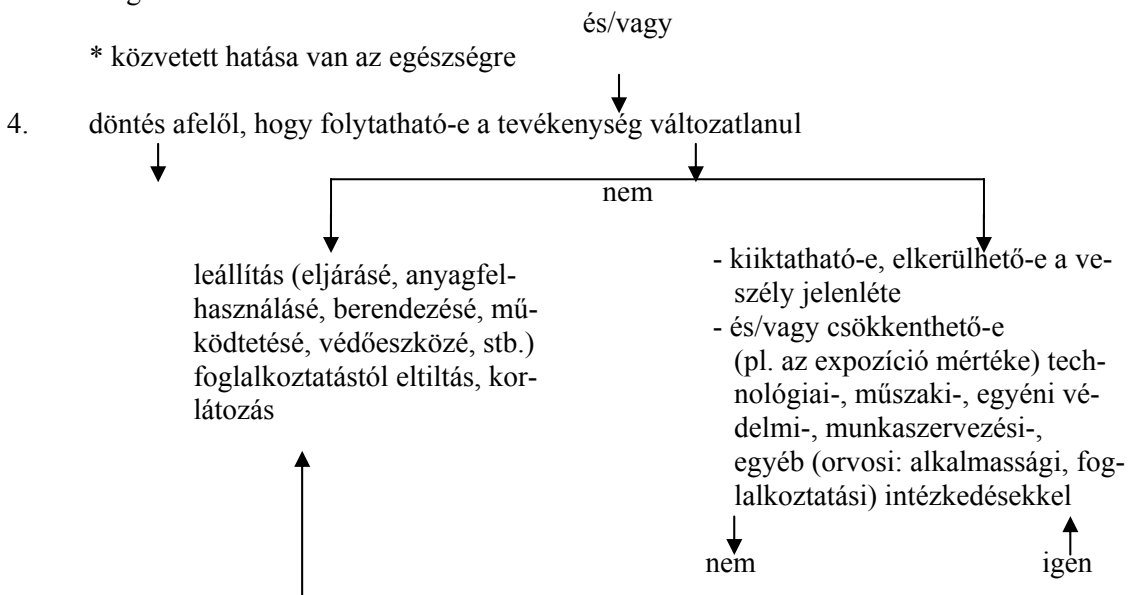 és/vagy
* közvetett hatása van az egészségre
4. döntés afelől, hogy folytatható-e a tevékenység változatlanul
nem
leállítás (eljárásé, anyagfel-
használásé, berendezésé, mű-
ködtetésé, védőeszközé, stb.)
foglalkoztatástól eltiltás, kor-
látozás
- kiiktatható-e, elkerülhető-e a ve-
szély jelenléte
- és/vagy csökkenthető-e
(pl. az expozíció mértéke) tech-
nológiai-, műszaki-, egyéni vé-
delmi-, munkaszervezési-,
egyéb (orvosi: alkalmassági, fog-
lalkoztatási) intézkedésekkel
nem igen